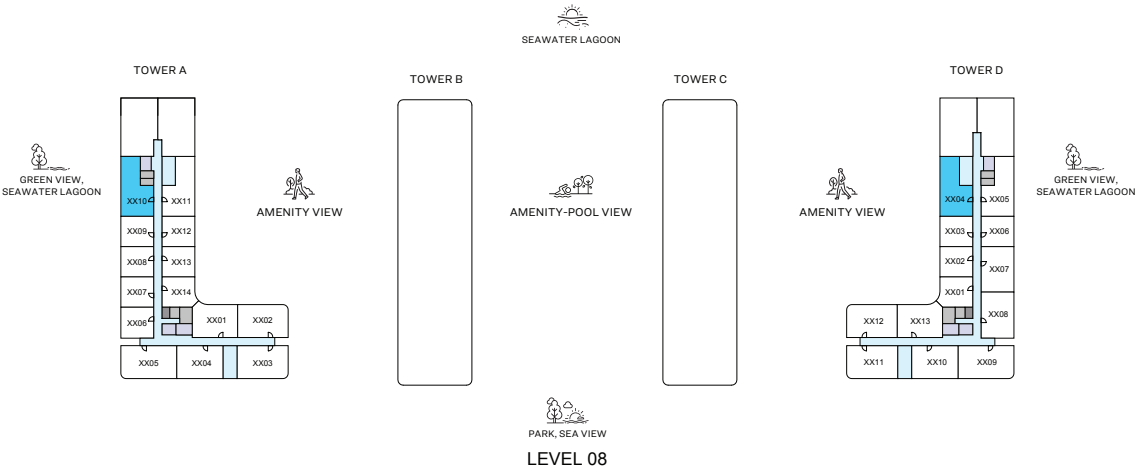 SEAWATER LAGOON
TOWER A
TOWER B
TOWER C
TOWER D
GREEN VIEW,
SEAWATER LAGOON
AMENITY VIEW
AMENITY-POOL VIEW
AMENITY VIEW
GREEN VIEW,
SEAWATER LAGOON
XX10
XX11
XX09
XX12
XX08
XX13
XX07
XX14
XX06
XX01
XX02
XX05
XX04
XX03
XX04
XX05
XX03
XX06
XX02
XX07
XX01
XX08
XX12
XX13
XX11
XX10
XX09
PARK, SEA VIEW
LEVEL 08